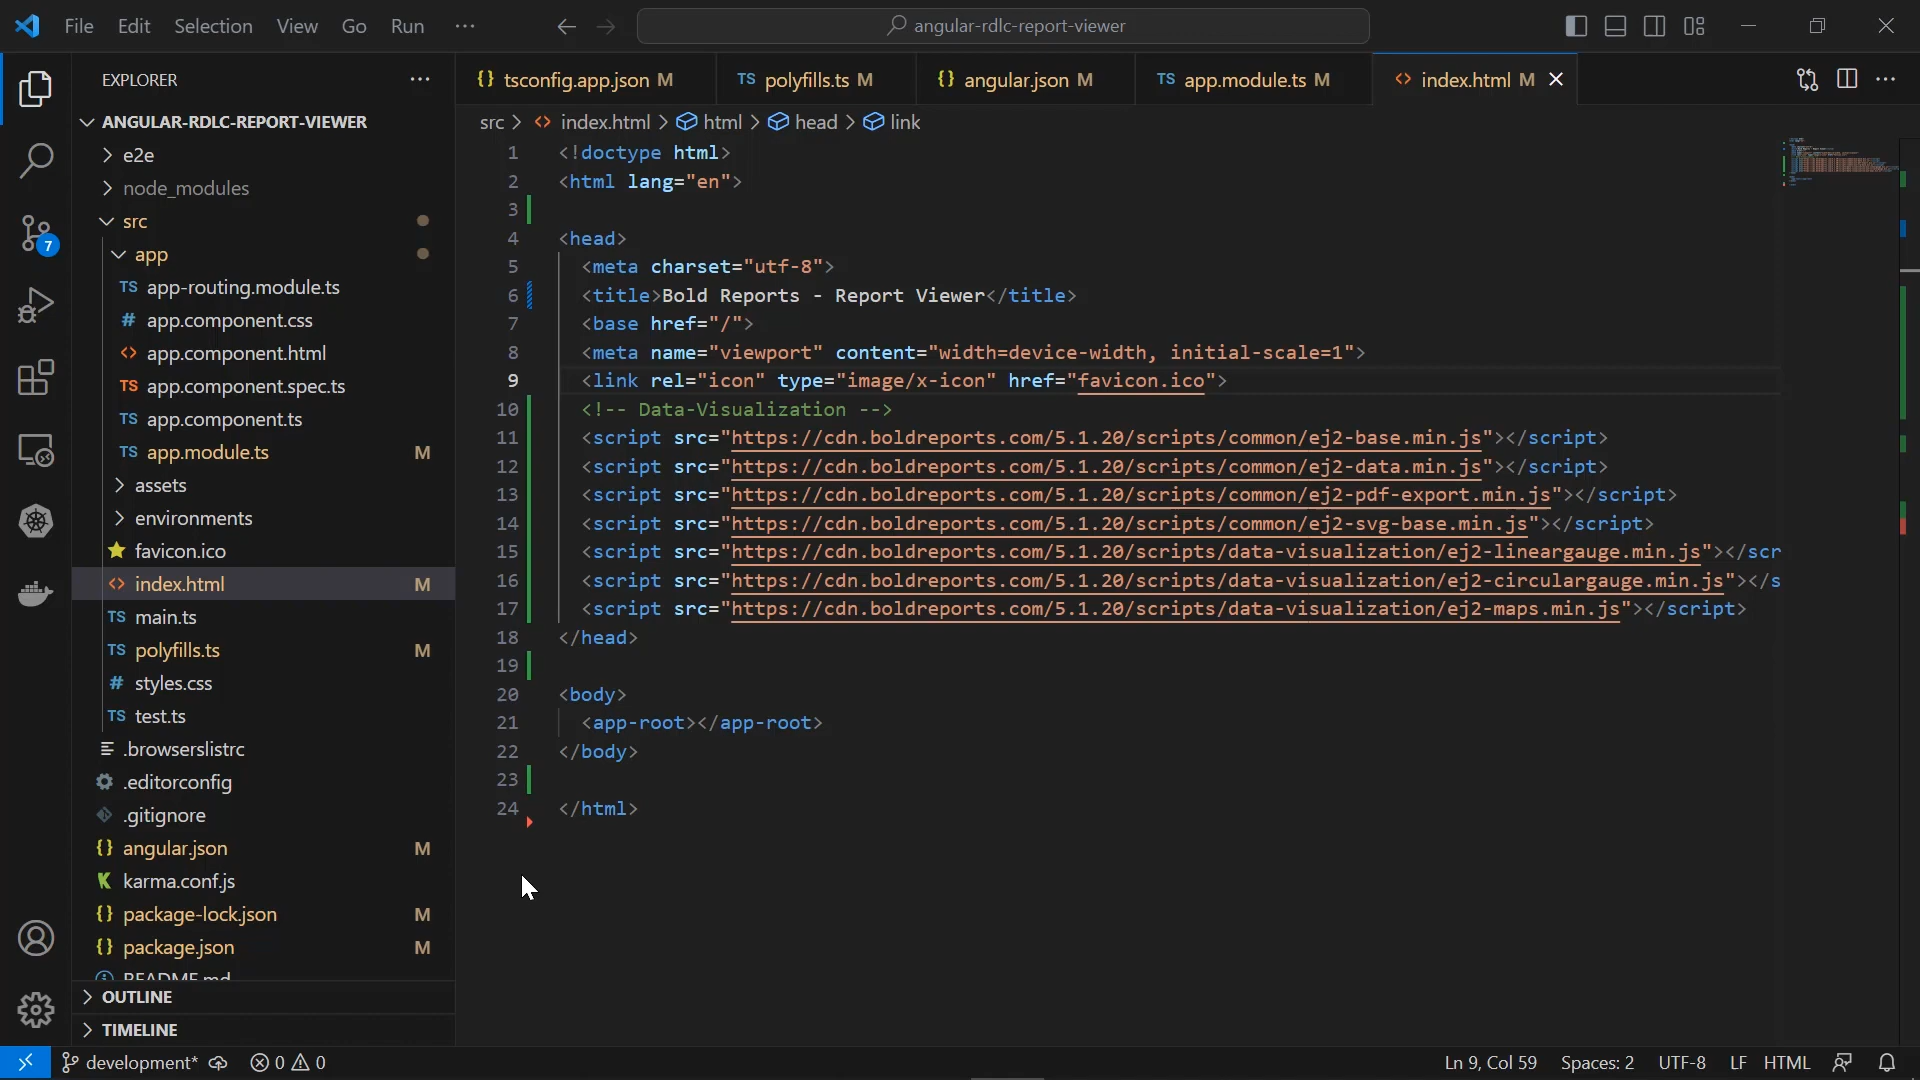 File Edit Selection View Go Run ···
angular-rdlc-report-viewer
EXPLORER
ANGULAR-RDLC-REPORT-VIEWER
e2e
node_modules
src
app
TS app-routing.module.ts
# app.component.css
<> app.component.html
TS app.component.spec.ts
TS app.component.ts
TS app.module.ts M
assets
environments
favicon.ico
<> index.html M
TS main.ts
TS polyfills.ts M
# styles.css
TS test.ts
.browserslistrc
.editorconfig
.gitignore
{} angular.json M
karma.conf.js
{} package-lock.json M
{} package.json M
README.md
OUTLINE
TIMELINE
7
{} tsconfig.app.json M TS polyfills.ts M {} angular.json M TS app.module.ts M <> index.html M
src > <> index.html > html > head > link
1 <!doctype html>
2 <html lang="en">
3
4 <head>
5 <meta charset="utf-8">
6 <title>Bold Reports - Report Viewer</title>
7 <base href="/">
8 <meta name="viewport" content="width=device-width, initial-scale=1">
9 <link rel="icon" type="image/x-icon" href="favicon.ico">
10 <!-- Data-Visualization -->
11 <script src="https://cdn.boldreports.com/5.1.20/scripts/common/ej2-base.min.js"></script>
12 <script src="https://cdn.boldreports.com/5.1.20/scripts/common/ej2-data.min.js"></script>
13 <script src="https://cdn.boldreports.com/5.1.20/scripts/common/ej2-pdf-export.min.js"></script>
14 <script src="https://cdn.boldreports.com/5.1.20/scripts/common/ej2-svg-base.min.js"></script>
15 <script src="https://cdn.boldreports.com/5.1.20/scripts/data-visualization/ej2-lineargauge.min.js"></scr
16 <script src="https://cdn.boldreports.com/5.1.20/scripts/data-visualization/ej2-circulargauge.min.js"></s
17 <script src="https://cdn.boldreports.com/5.1.20/scripts/data-visualization/ej2-maps.min.js"></script>
18 </head>
19
20 <body>
21 <app-root></app-root>
22 </body>
23
24 </html>
development* 0 0
Ln 9, Col 59 Spaces: 2 UTF-8 LF HTML